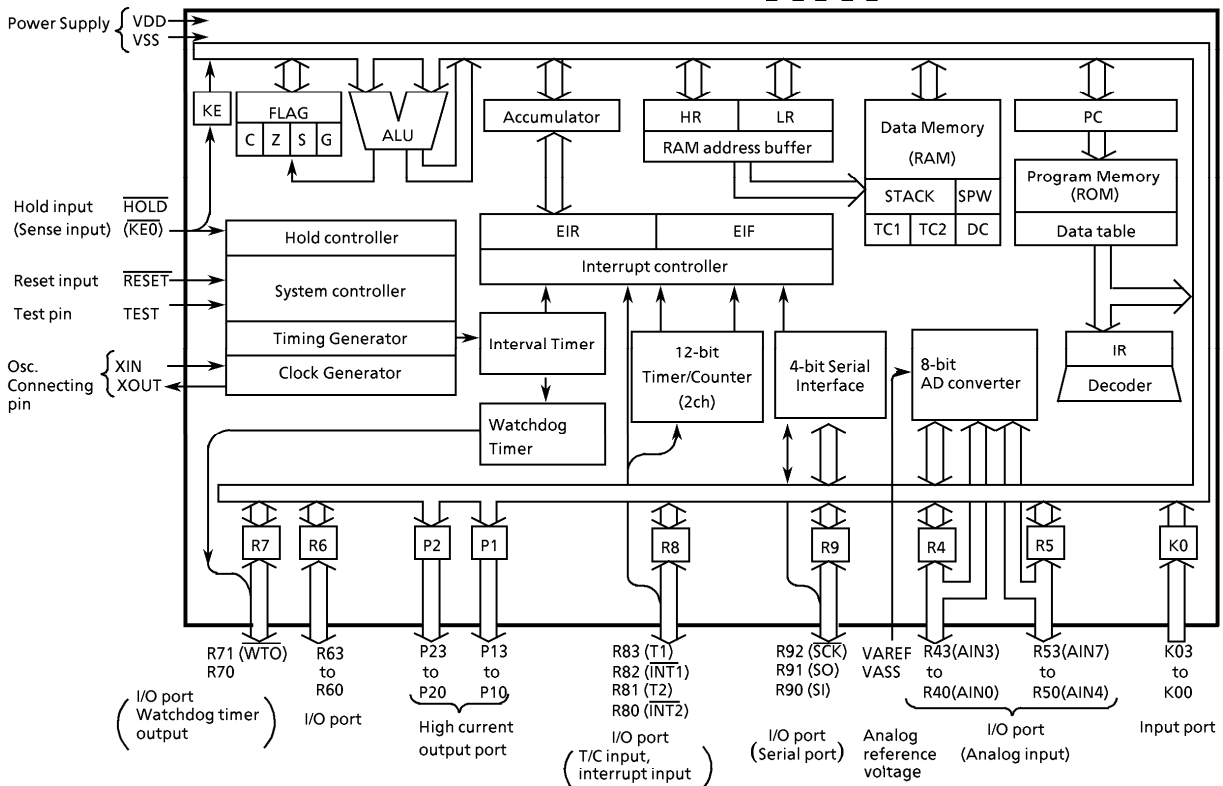 Power Supply
VDD
VSS
KE
FLAG
C Z S G
ALU
Accumulator
HR LR
RAM address buffer
Data Memory
(RAM)
STACK SPW
TC1 TC2 DC
PC
Program Memory
(ROM)
Data table
Hold input H̅O̅L̅D̅
(Sense input) (K̅E̅0̅)
Reset input R̅E̅S̅E̅T̅
Test pin TEST
Osc.
Connecting
pin
XIN
XOUT
Hold controller
System controller
Timing Generator
Clock Generator
EIR EIF
Interrupt controller
Interval Timer
Watchdog
Timer
12-bit
Timer/Counter
(2ch)
4-bit Serial
Interface
8-bit
AD converter
IR
Decoder
R7 R6 P2 P1 R8 R9 R4 R5 K0
R71 (W̅T̅O̅)
R70
I/O port
Watchdog timer
output
R63
to
R60
I/O port
P23
to
P20
P13
to
P10
High current
output port
R83 (T1)
R82 (I̅N̅T̅1̅)
R81 (T2)
R80 (I̅N̅T̅2̅)
I/O port
T/C input,
interrupt input
R92 (S̅C̅K̅)
R91 (SO)
R90 (SI)
I/O port
(Serial port)
VAREF
VASS
Analog
reference
voltage
R43(AIN3)
to
R40(AIN0)
R53(AIN7)
to
R50(AIN4)
I/O port
(Analog input)
K03
to
K00
Input port